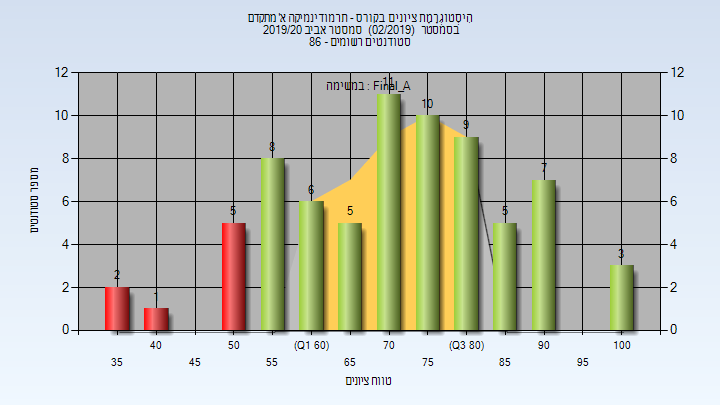 היסטוגרמת ציונים בקורס - תרמודינמיקה א' מתקדם
בסמסטר (02/2019) סמסטר אביב 2019/20
סטודנטים רשומים - 86
במשימה : Final_A
מספר סטודנטים
12 12
10 10
8 8
6 6
4 4
2 2
0 0
2 1 5 8 6 5 11 10 9 5 7 3
40 50 (Q1 60) 70 (Q3 80) 90 100
35 45 55 65 75 85 95
טווח ציונים